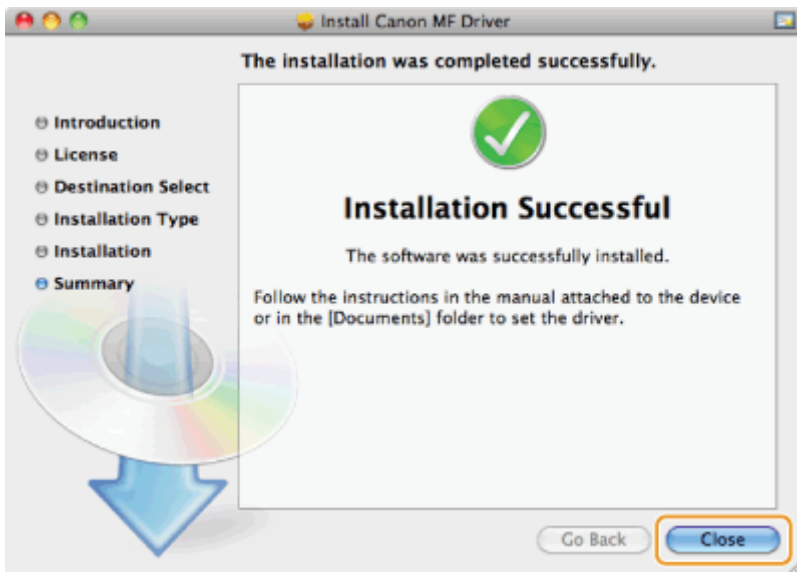 Install Canon MF Driver
The installation was completed successfully.
Introduction
License
Destination Select
Installation Type
Installation
Summary
Installation Successful
The software was successfully installed.
Follow the instructions in the manual attached to the device
or in the [Documents] folder to set the driver.
Go Back
Close